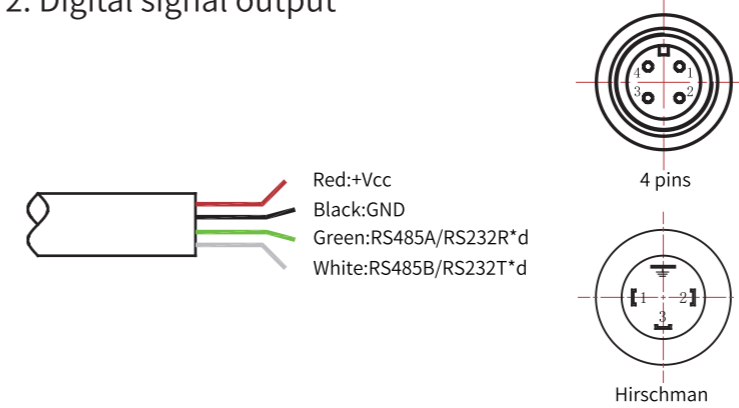 2. Digital signal output
Red:+Vcc
Black:GND
Green:RS485A/RS232R*d
White:RS485B/RS232T*d
4 1
3 2
4 pins
1 2
3
Hirschman